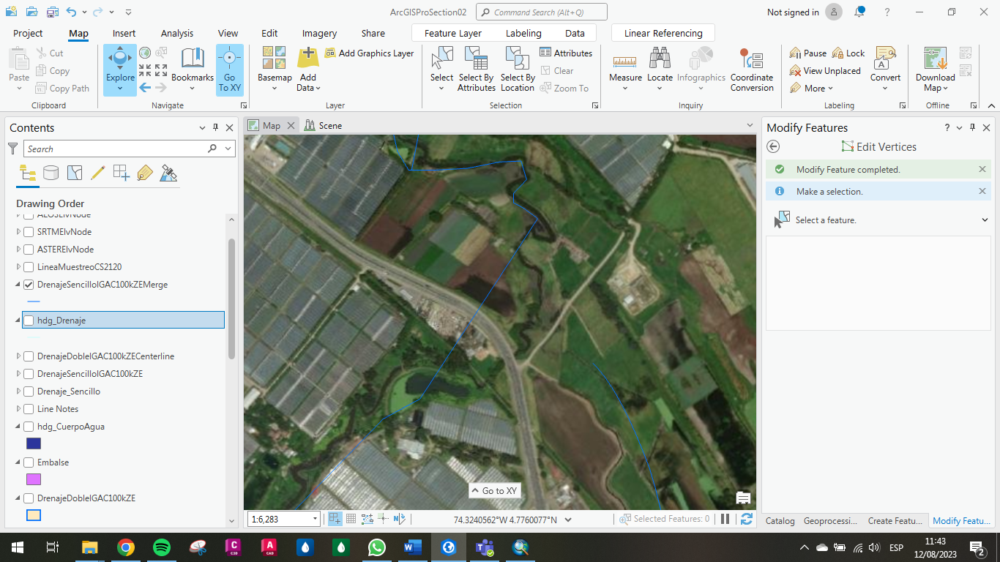 ArcGISProSection02
Command Search (Alt+Q)
Not signed in
?
Project
Map
Insert
Analysis
View
Edit
Imagery
Share
Feature Layer
Labeling
Data
Linear Referencing
Paste
Cut
Copy
Copy Path
Clipboard
Explore
Bookmarks
Go
To XY
Navigate
Basemap
Add
Data
Add Graphics Layer
Layer
Select
Select By
Attributes
Select By
Location
Attributes
Clear
Zoom To
Selection
Measure
Locate
Infographics
Coordinate
Conversion
Inquiry
Pause
Lock
View Unplaced
More
Convert
Labeling
Download
Map
Offline
Contents
Search
Drawing Order
ALOSElvNode
SRTMElvNode
ASTERElvNode
LineaMuestreoCS2120
DrenajeSencilloIGAC100kZEMerge
hdg_Drenaje
DrenajeDobleIGAC100kZECenterline
DrenajeSencilloIGAC100kZE
Drenaje_Sencillo
Line Notes
hdg_CuerpoAgua
Embalse
DrenajeDobleIGAC100kZE
Map
Scene
Go to XY
1:6,283
74.3240562°W 4.7760077°N
Selected Features: 0
Modify Features
?
Edit Vertices
Modify Feature completed.
Make a selection.
Select a feature.
Catalog
Geoprocessi...
Create Featu...
Modify Featu...
C
C3D
A
CAD
W
ESP
11:43
12/08/2023
2